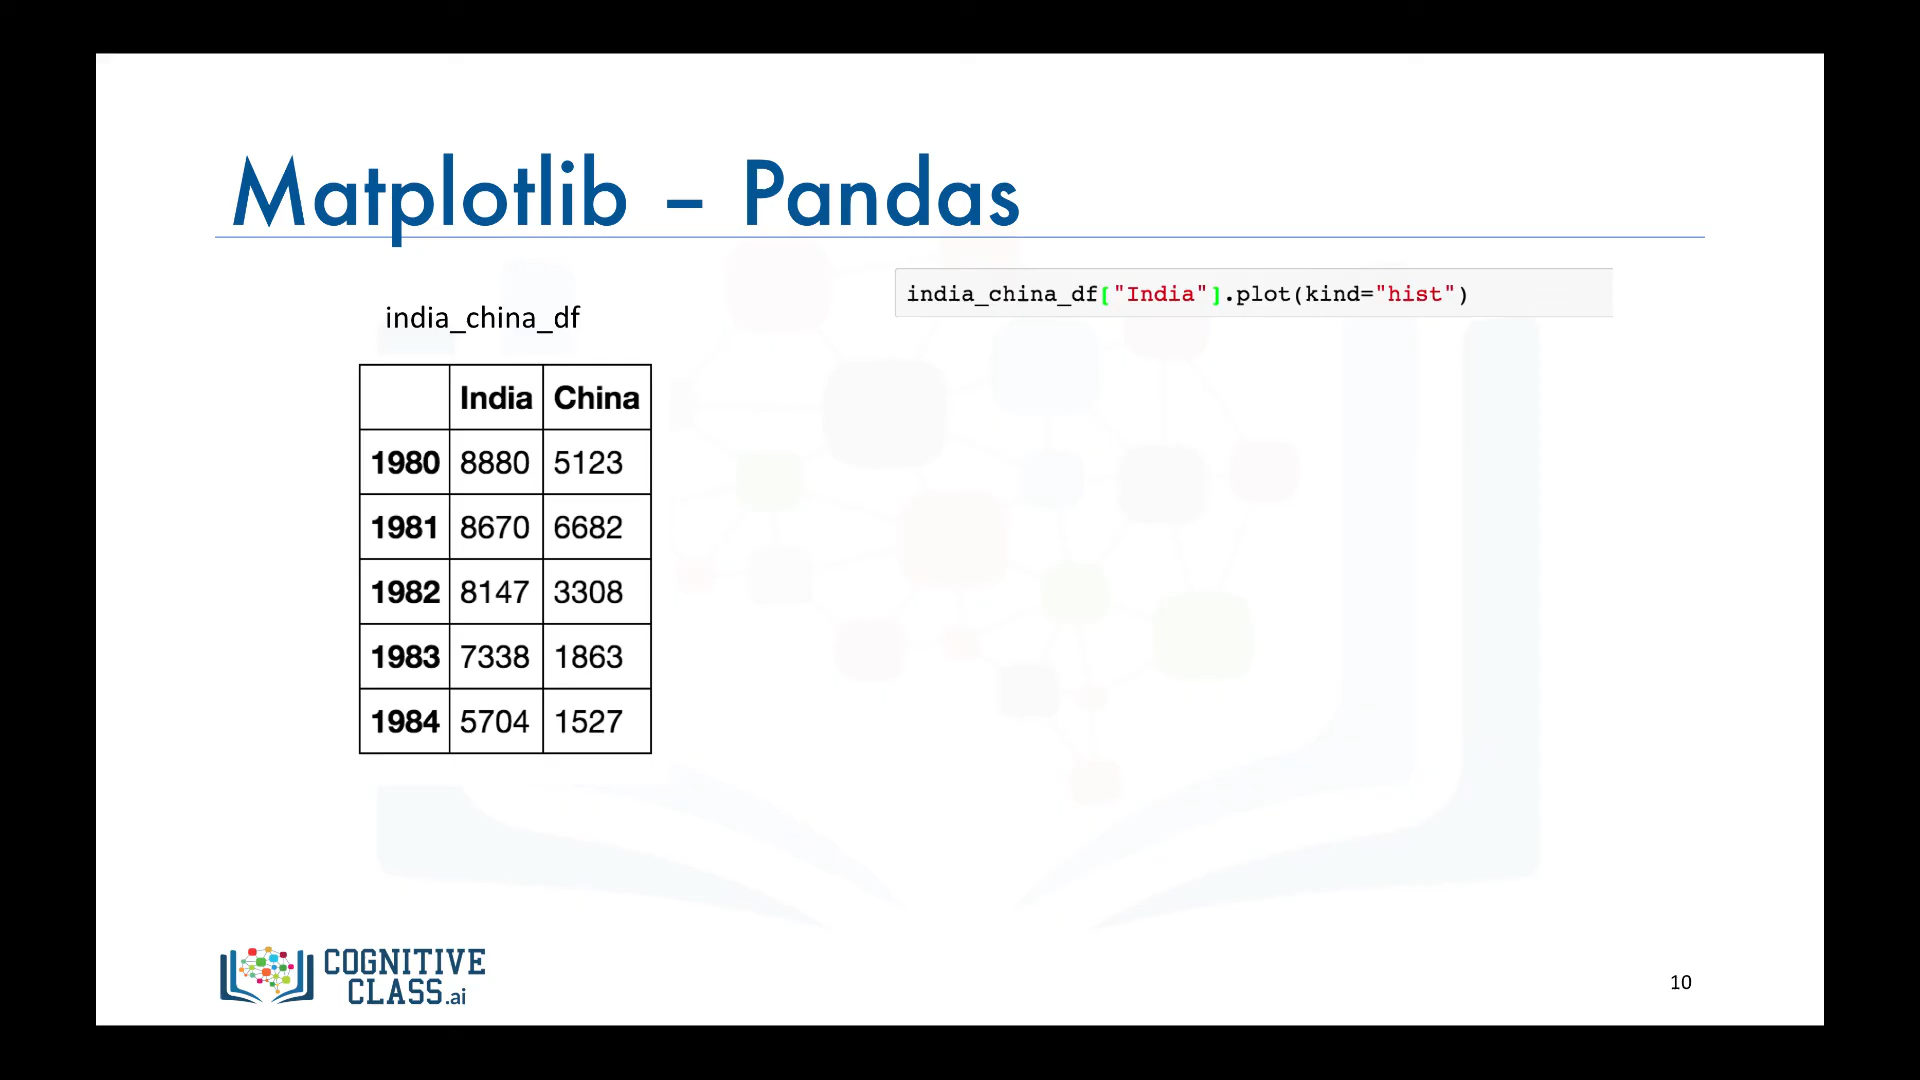 Matplotlib – Pandas
india_china_df["India"].plot(kind="hist")
india_china_df
India China
1980 8880 5123
1981 8670 6682
1982 8147 3308
1983 7338 1863
1984 5704 1527
COGNITIVE
CLASS.ai
10